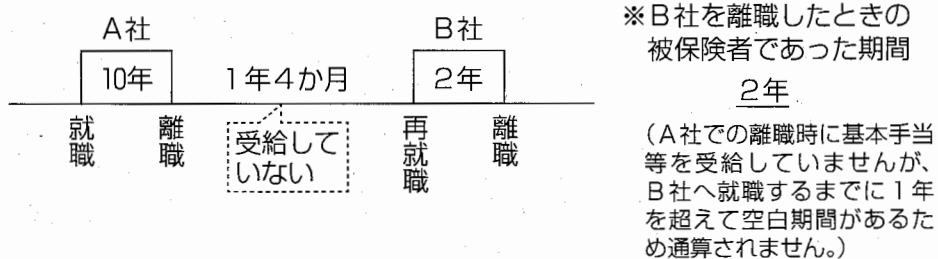 A社
B社
10年
1年4か月
2年
就職
離職
受給して
いない
再就職
離職
※B社を離職したときの
被保険者であった期間
2年
(A社での離職時に基本手当
等を受給していませんが、
B社へ就職するまでに1年
を超えて空白期間があるた
め通算されません。)